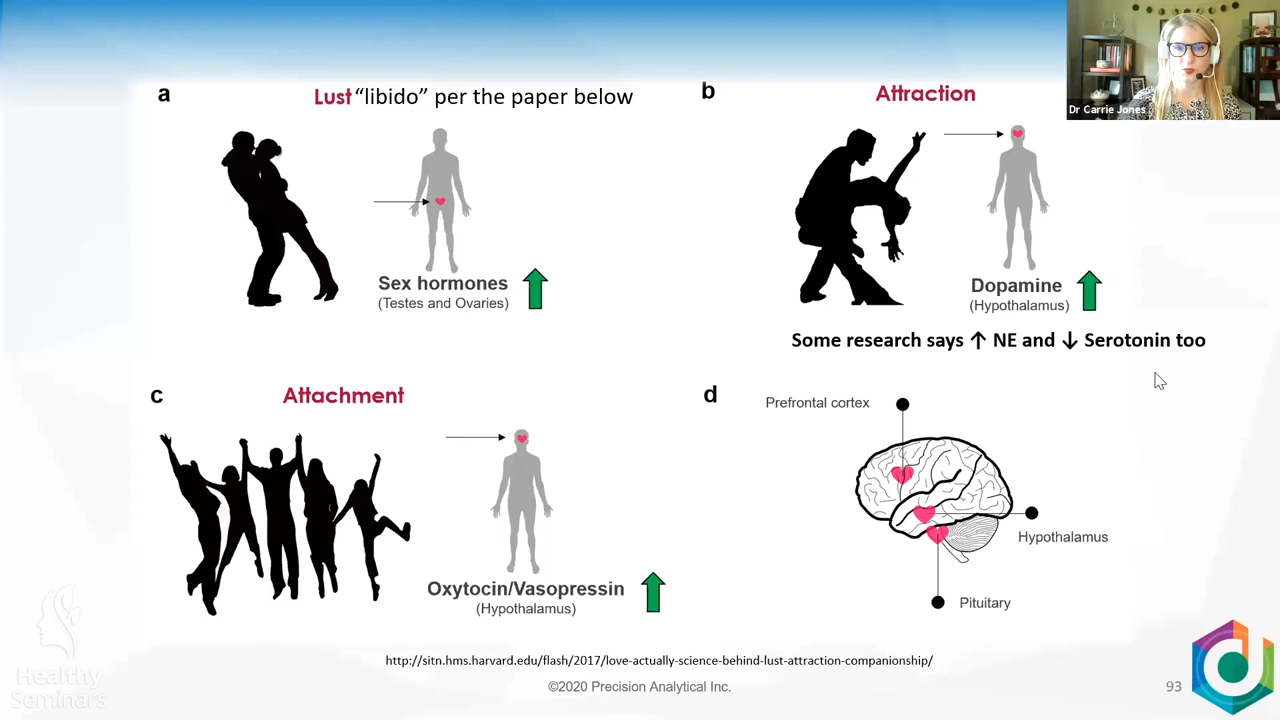 Dr Carrie Jones
a
Lust "libido" per the paper below
Sex hormones
(Testes and Ovaries)
b
Attraction
Dopamine
(Hypothalamus)
Some research says ↑ NE and ↓ Serotonin too
c
Attachment
Oxytocin/Vasopressin
(Hypothalamus)
d
Prefrontal cortex
Hypothalamus
Pituitary
http://sitn.hms.harvard.edu/flash/2017/love-actually-science-behind-lust-attraction-companionship/
©2020 Precision Analytical Inc.
93
Healthy
Seminars